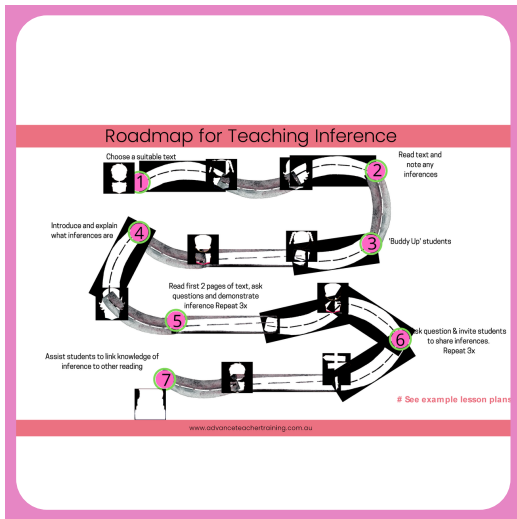 Roadmap for Teaching Inference
Choose a suitable text
1
2
Read text and
note any
inferences
3
'Buddy Up' students
4
Introduce and explain
what inferences are
Read first 2 pages of text, ask
questions and demonstrate
inference Repeat 3x
5
6
sk question & invite students
to share inferences.
Repeat 3x
Assist students to link knowledge of
inference to other reading
7
# See example lesson plans
www.advanceteachertraining.com.au